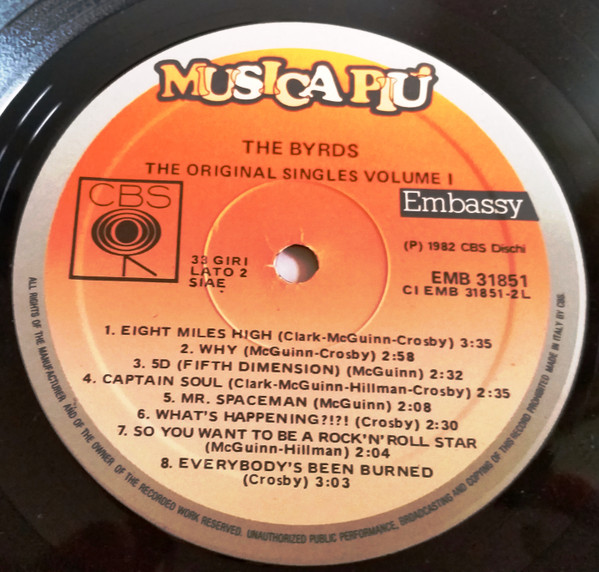 MUSICA PIÚ
THE BYRDS
THE ORIGINAL SINGLES VOLUME I
CBS
Embassy
(P) 1982 CBS Dischi
33 GIRI
LATO 2
SIAE
EMB 31851
CI EMB 31851-2L
1. EIGHT MILES HIGH (Clark-McGuinn-Crosby) 3:35
2. WHY (McGuinn-Crosby) 2:58
3. 5D (FIFTH DIMENSION) (McGuinn) 2:32
4. CAPTAIN SOUL (Clark-McGuinn-Hillman-Crosby) 2:35
5. MR. SPACEMAN (McGuinn) 2:08
6. WHAT'S HAPPENING?!?! (Crosby) 2:30
7. SO YOU WANT TO BE A ROCK'N'ROLL STAR
(McGuinn-Hillman) 2:04
8. EVERYBODY'S BEEN BURNED
(Crosby) 3:03
ALL RIGHTS OF THE MANUFACTURER AND OF THE OWNER OF THE RECORDED WORK RESERVED. UNAUTHORIZED PUBLIC PERFORMANCE, BROADCASTING AND COPYING OF THIS RECORD PROHIBITED MADE IN ITALY BY CBS